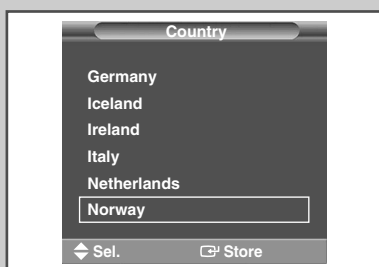 Country
Germany
Iceland
Ireland
Italy
Netherlands
Norway
Sel. Store